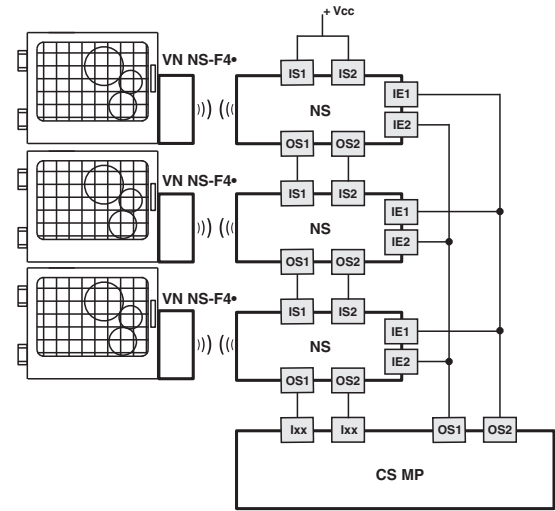 + Vcc
VN NS-F4•
IS1 IS2
IE1
NS
IE2
OS1 OS2
VN NS-F4•
IS1 IS2
IE1
NS
IE2
OS1 OS2
VN NS-F4•
IS1 IS2
IE1
NS
IE2
OS1 OS2
Ixx Ixx OS1 OS2
CS MP